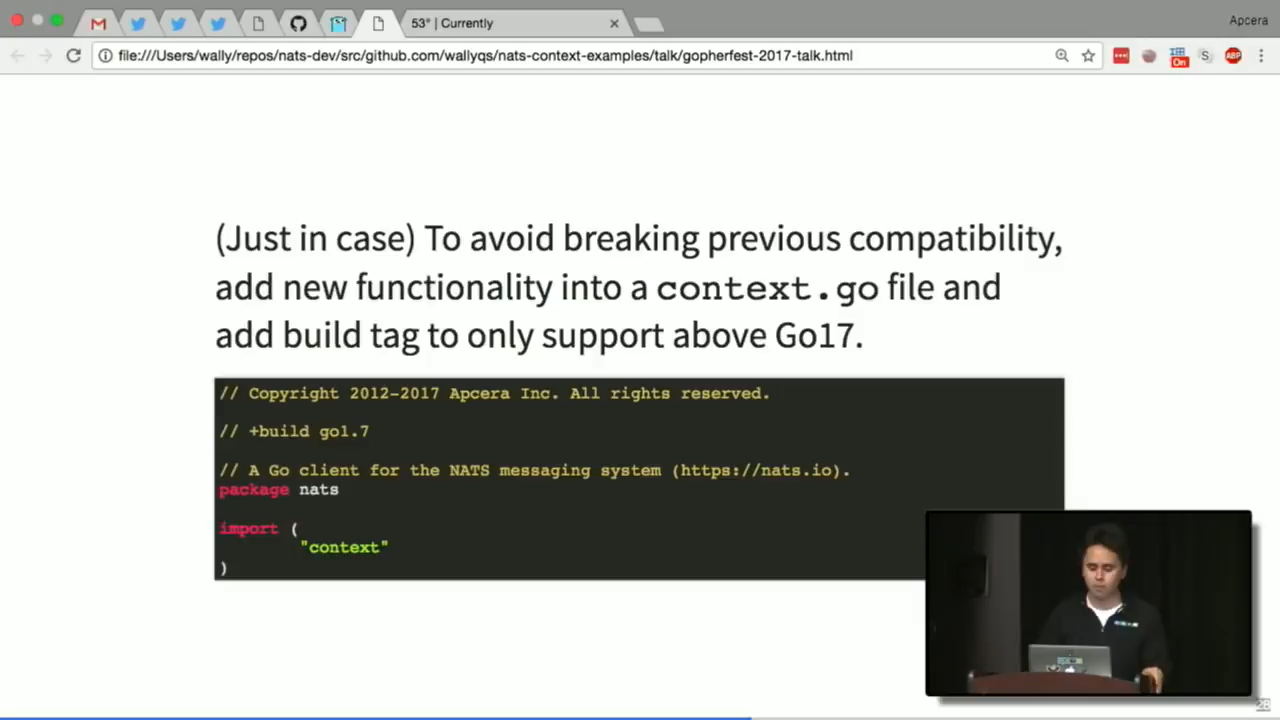 53° | Currently
Apcera
file:///Users/wally/repos/nats-dev/src/github.com/wallyqs/nats-context-examples/talk/gopherfest-2017-talk.html
On
ABP
(Just in case) To avoid breaking previous compatibility,
add new functionality into a context.go file and
add build tag to only support above Go17.
// Copyright 2012-2017 Apcera Inc. All rights reserved.
// +build go1.7
// A Go client for the NATS messaging system (https://nats.io).
package nats
import (
"context"
)
28